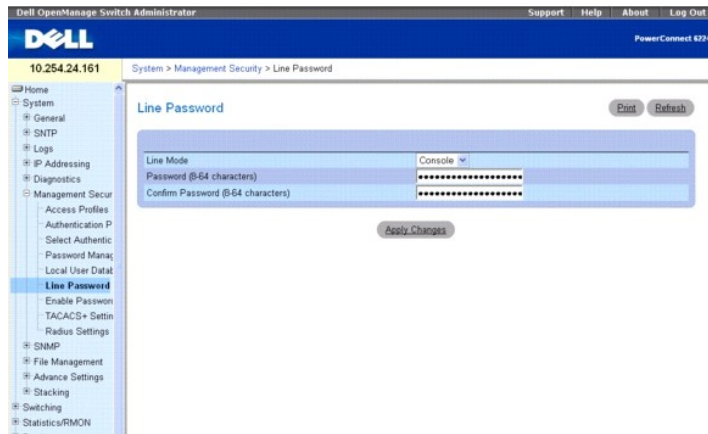 Dell OpenManage Switch Administrator
Support Help About Log Out
DELL
PowerConnect 6224
10.254.24.161
System > Management Security > Line Password
Home
System
General
SNTP
Logs
IP Addressing
Diagnostics
Management Secur
Access Profiles
Authentication P
Select Authentic
Password Manag
Local User Datab
Line Password
Enable Passwor
TACACS+ Settin
Radius Settings
SNMP
File Management
Advance Settings
Stacking
Switching
Statistics/RMON
Line Password
Print Refresh
Line Mode Console
Password (8-64 characters) ••••••••••••••••••••
Confirm Password (8-64 characters) ••••••••••••••••••••
Apply Changes